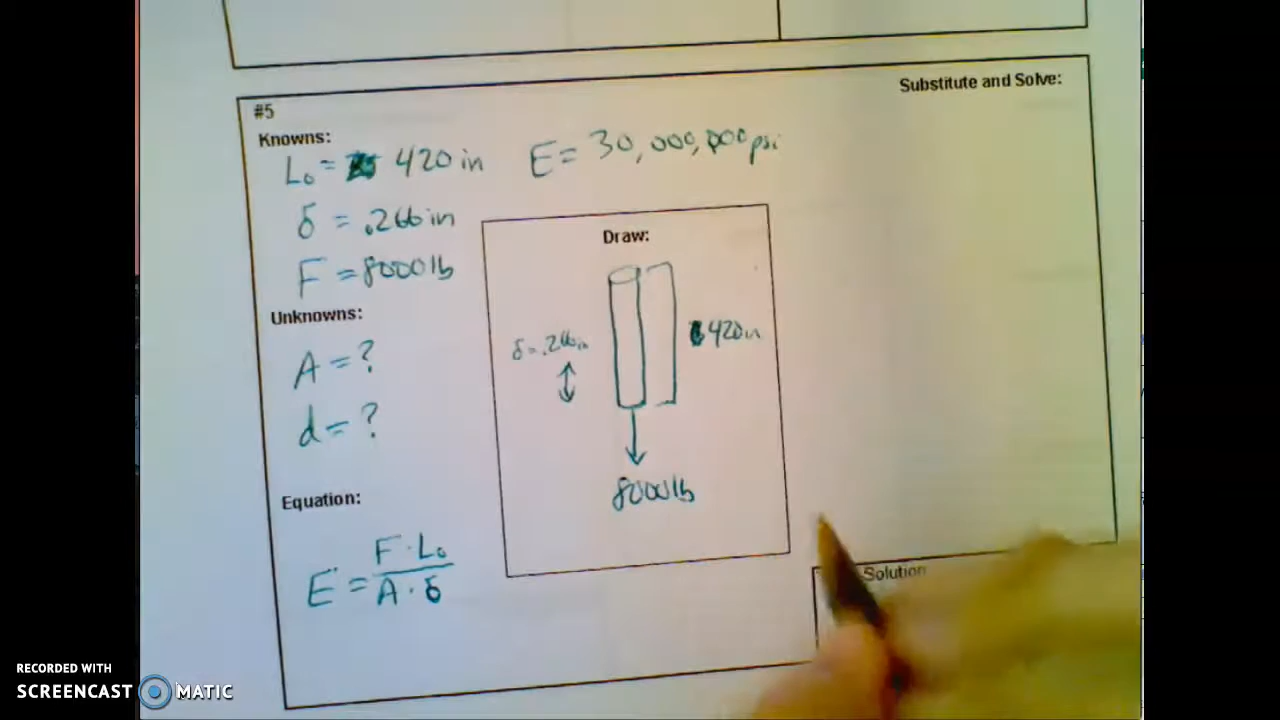 #5
Substitute and Solve:
Knowns:
L₀ = 420 in
E = 30,000,000 psi
δ = .266 in
F = 8000 lb
Draw:
Unknowns:
δ = .266 in
420 in
A = ?
d = ?
8000 lb
Equation:
E = F · L₀ / A · δ
Solution
RECORDED WITH
SCREENCAST MATIC